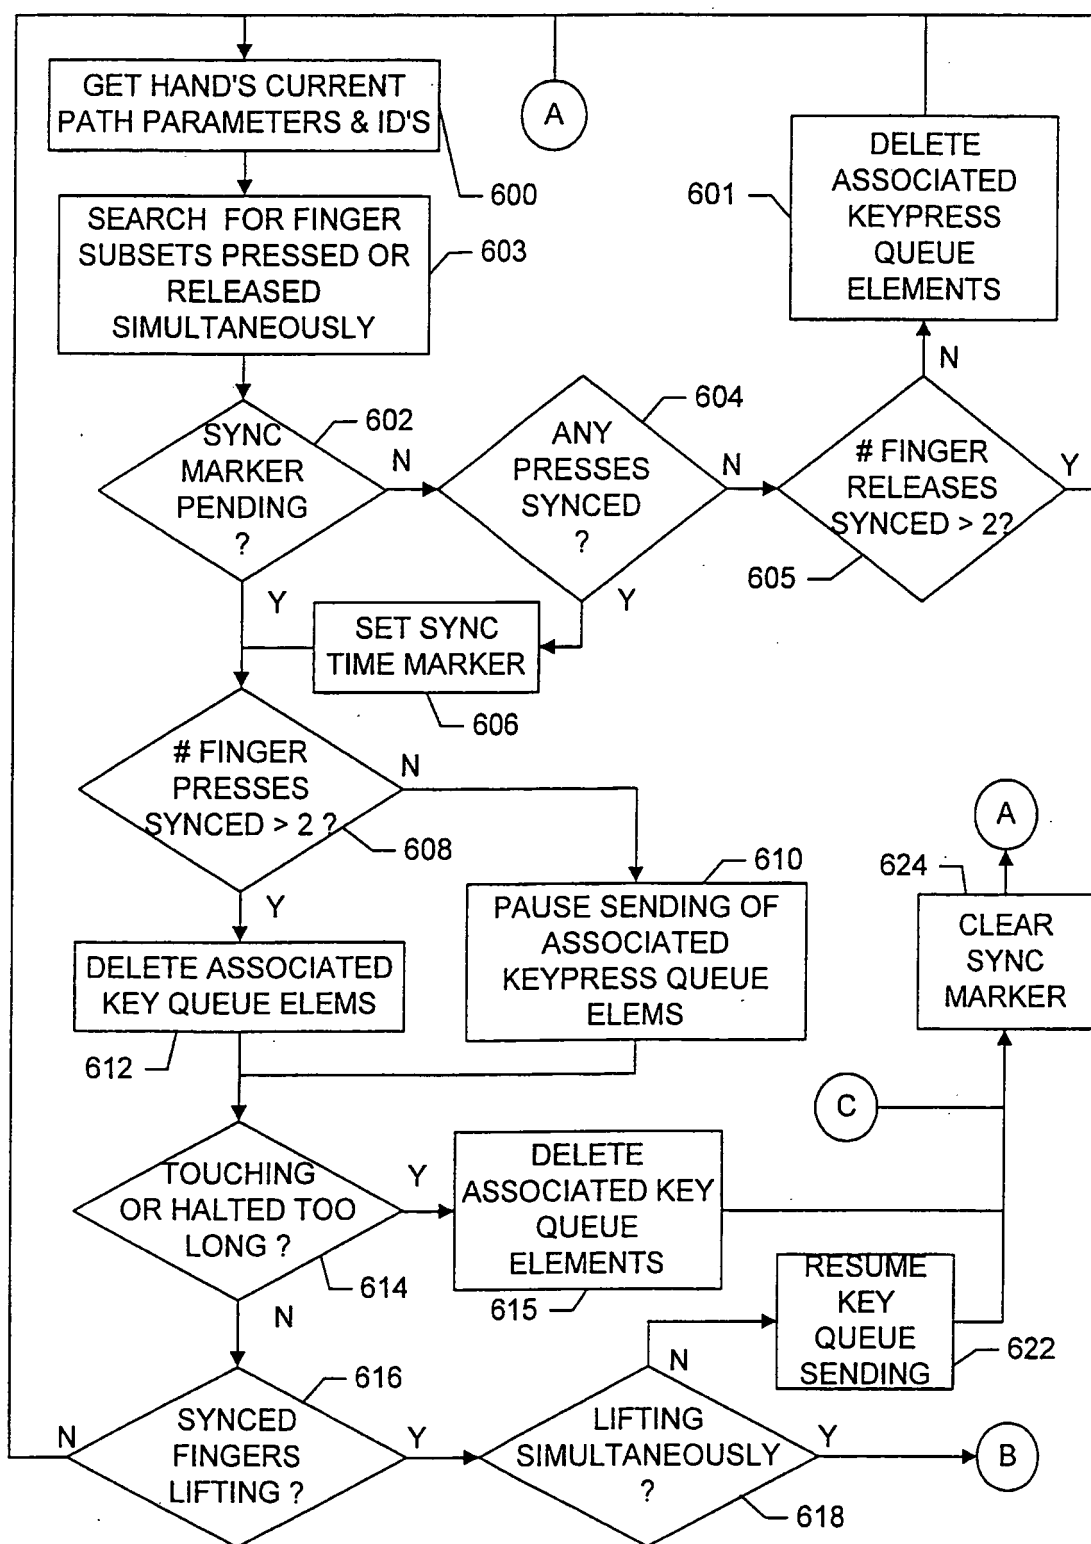 GET HAND'S CURRENT
PATH PARAMETERS & ID'S
600
A
DELETE
ASSOCIATED
KEYPRESS
QUEUE
ELEMENTS
601
SEARCH FOR FINGER
SUBSETS PRESSED OR
RELEASED
SIMULTANEOUSLY
603
N
SYNC
MARKER
PENDING
?
602
N
Y
ANY
PRESSES
SYNCED
?
604
N
Y
# FINGER
RELEASES
SYNCED > 2?
605
Y
SET SYNC
TIME MARKER
606
# FINGER
PRESSES
SYNCED > 2 ?
608
N
Y
PAUSE SENDING OF
ASSOCIATED
KEYPRESS QUEUE
ELEMS
610
A
624
CLEAR
SYNC
MARKER
DELETE ASSOCIATED
KEY QUEUE ELEMS
612
C
TOUCHING
OR HALTED TOO
LONG ?
614
Y
N
DELETE
ASSOCIATED KEY
QUEUE
ELEMENTS
615
RESUME
KEY
QUEUE
SENDING
622
N
SYNCED
FINGERS
LIFTING ?
616
Y
N
LIFTING
SIMULTANEOUSLY
?
618
Y
B